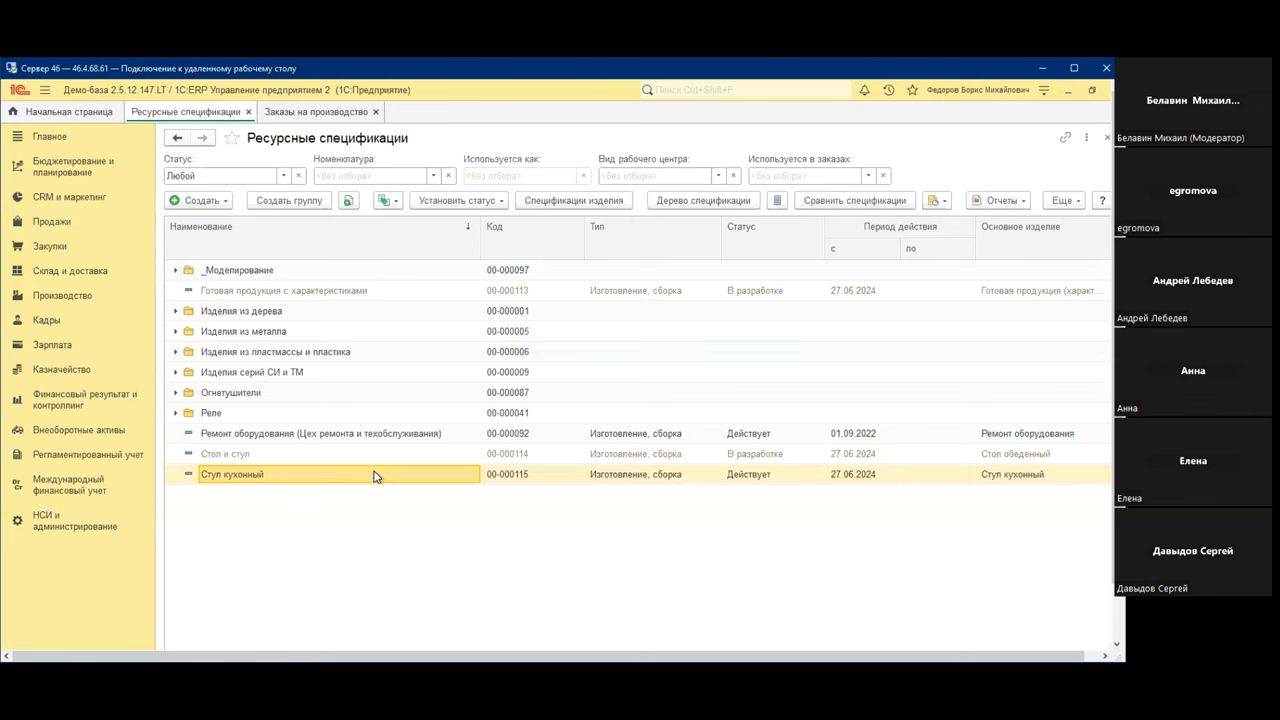 Сервер 46 — 46.4.68.61 — Подключение к удаленному рабочему столу
Демо-база 2.5.12.147.LT / 1C:ERP Управление предприятием 2 (1С:Предприятие)
Поиск Ctrl+Shift+F
Федоров Борис Михайлович
Начальная страница
Ресурсные спецификации ×
Заказы на производство ×
Главное
Бюджетирование и планирование
CRM и маркетинг
Продажи
Закупки
Склад и доставка
Производство
Кадры
Зарплата
Казначейство
Финансовый результат и контроллинг
Внеоборотные активы
Регламентированный учет
Международный финансовый учет
НСИ и администрирование
Ресурсные спецификации
Статус: Номенклатура: Используется как: Вид рабочего центра: Используется в заказах:
Любой <без отбора> <без отбора> <без отбора> <без отбора>
Создать Создать группу Установить статус Спецификации изделия Дерево спецификации Сравнить спецификации Отчеты Еще ?
Наименование Код Тип Статус Период действия Основное изделие
с по
_Моделирование 00-000097
Готовая продукция с характеристиками 00-000113 Изготовление, сборка В разработке 27.06.2024 Готовая продукция (характ...
Изделия из дерева 00-000001
Изделия из металла 00-000005
Изделия из пластмассы и пластика 00-000006
Изделия серий СИ и ТМ 00-000009
Огнетушители 00-000087
Реле 00-000041
Ремонт оборудования (Цех ремонта и техобслуживания) 00-000092 Изготовление, сборка Действует 01.09.2022 Ремонт оборудования
Стол и стул 00-000114 Изготовление, сборка В разработке 27.06.2024 Стол обеденный
Стул кухонный 00-000115 Изготовление, сборка Действует 27.06.2024 Стул кухонный
Белавин Михаил...
Белавин Михаил (Модератор)
egromova
egromova
Андрей Лебедев
Андрей Лебедев
Анна
Анна
Елена
Елена
Давыдов Сергей
Давыдов Сергей